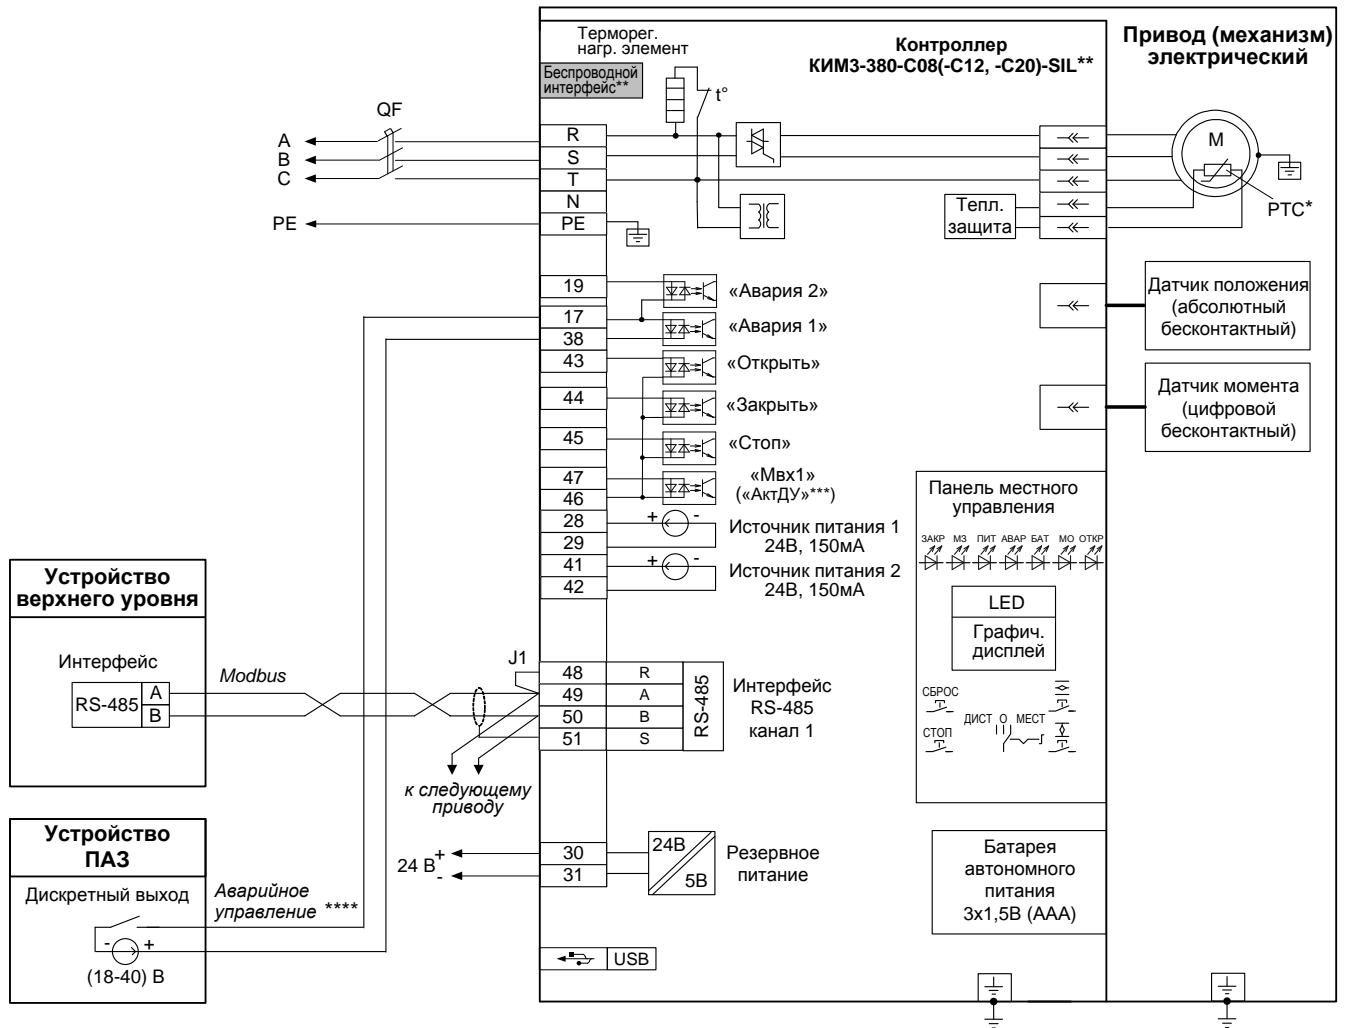 Терморег.
нагр. элемент
Контроллер
КИМ3-380-С08(-С12, -С20)-SIL**
Привод (механизм)
электрический
Беспроводной
интерфейс**
t°
QF
A
B
C
PE
R
S
T
N
PE
Тепл.
защита
M
PTC*
19
17
38
43
44
45
47
46
28
29
41
42
«Авария 2»
«Авария 1»
«Открыть»
«Закрыть»
«Стоп»
«Мвх1»
(«АктДУ»***)
+ -
Источник питания 1
24В, 150мА
+ -
Источник питания 2
24В, 150мА
Датчик положения
(абсолютный
бесконтактный)
Датчик момента
(цифровой
бесконтактный)
Панель местного
управления
ЗАКР МЗ ПИТ АВАР БАТ МО ОТКР
LED
Графич.
дисплей
СБРОС
СТОП
ДИСТ О МЕСТ
Устройство
верхнего уровня
Интерфейс
RS-485
A
B
Modbus
J1
48 R
49 A
50 B
51 S
RS-485
Интерфейс
RS-485
канал 1
к следующему
приводу
Устройство
ПАЗ
Дискретный выход
- +
(18-40) В
Аварийное
управление ****
24 В
+
-
30
31
24В
5В
Резервное
питание
Батарея
автономного
питания
3х1,5В (ААА)
USB